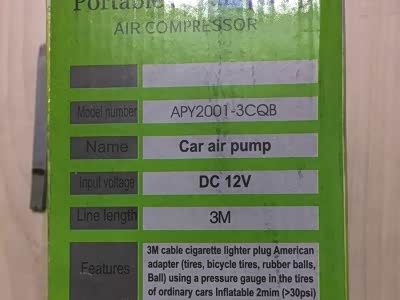 Portable
AIR COMPRESSOR
Model number APY2001-3CQB
Name Car air pump
Input voltage DC 12V
Line length 3M
Features
3M cable cigarette lighter plug American
adapter (tires, bicycle tires, rubber balls,
Ball) using a pressure gauge in the tires
of ordinary cars Inflatable 2mim (>30psi)